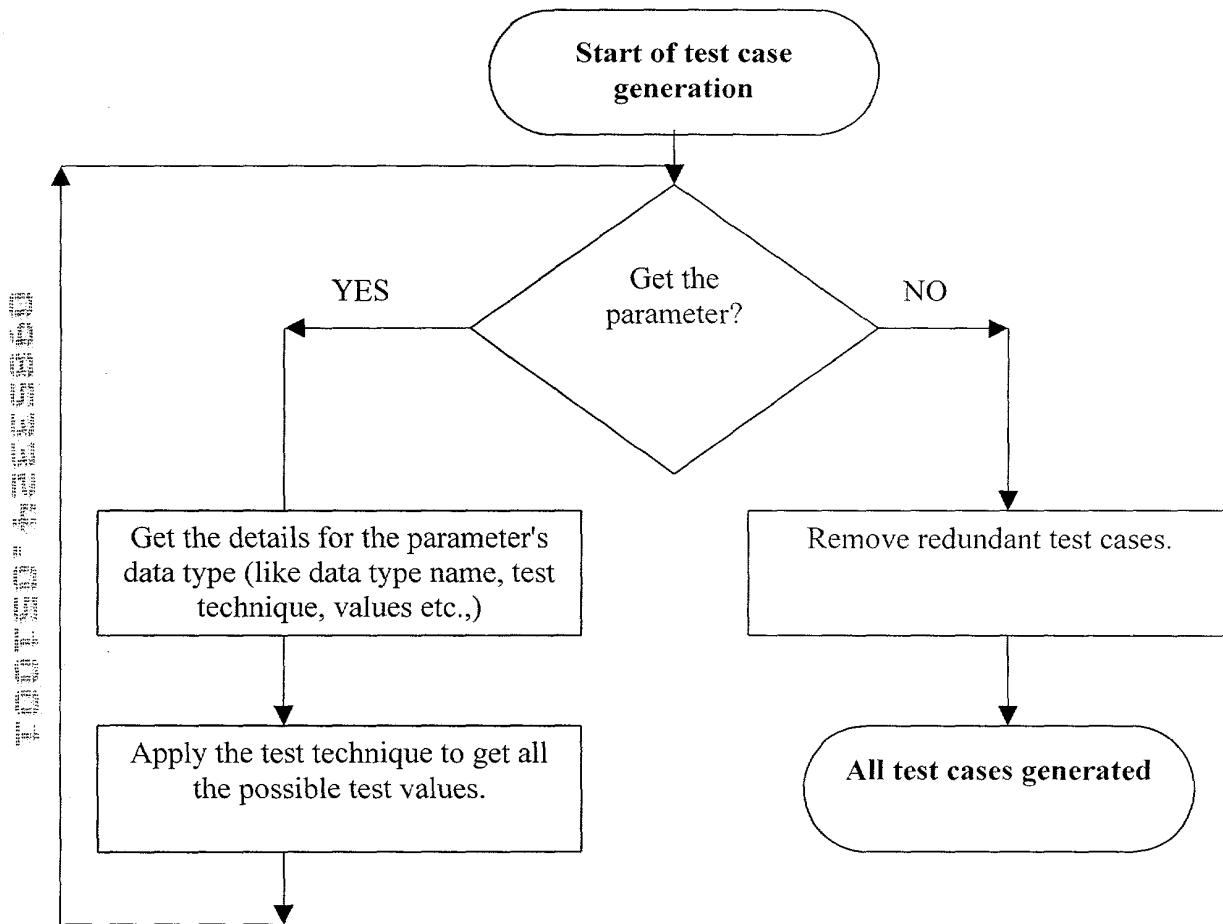 Start of test case
generation
YES
Get the
parameter?
NO
Get the details for the parameter's
data type (like data type name, test
technique, values etc.,)
Remove redundant test cases.
Apply the test technique to get all
the possible test values.
All test cases generated